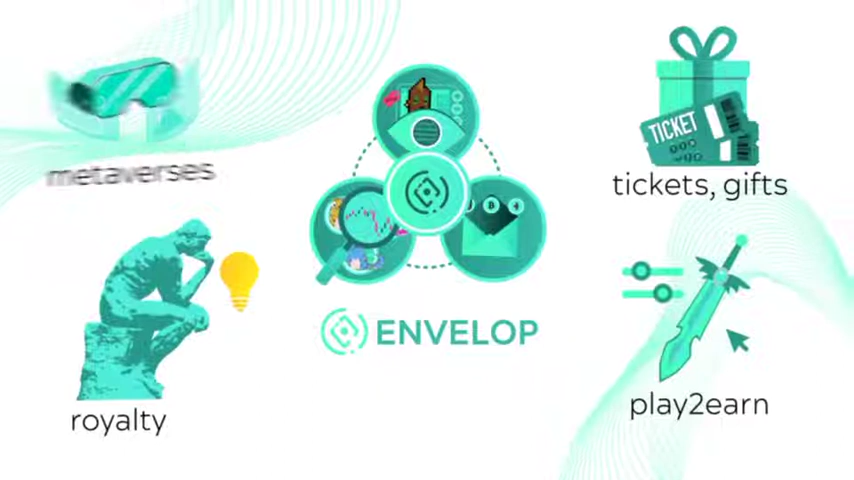 metaverses
TICKET
tickets, gifts
ENVELOP
royalty
play2earn